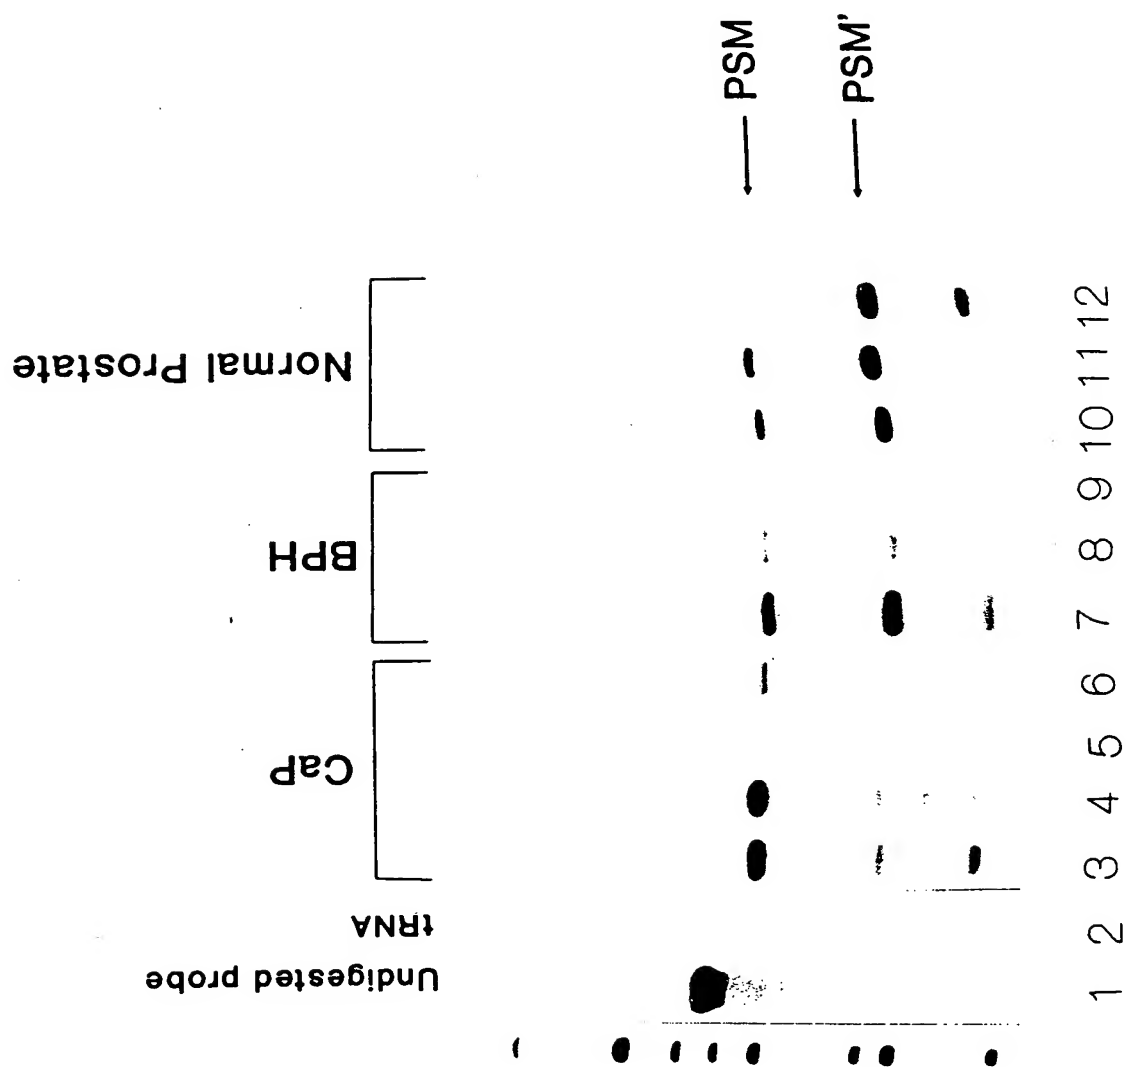 Undigested probe
tRNA
CaP
BPH
Normal Prostate
PSM
PSM'
1 2 3 4 5 6 7 8 9 10 11 12